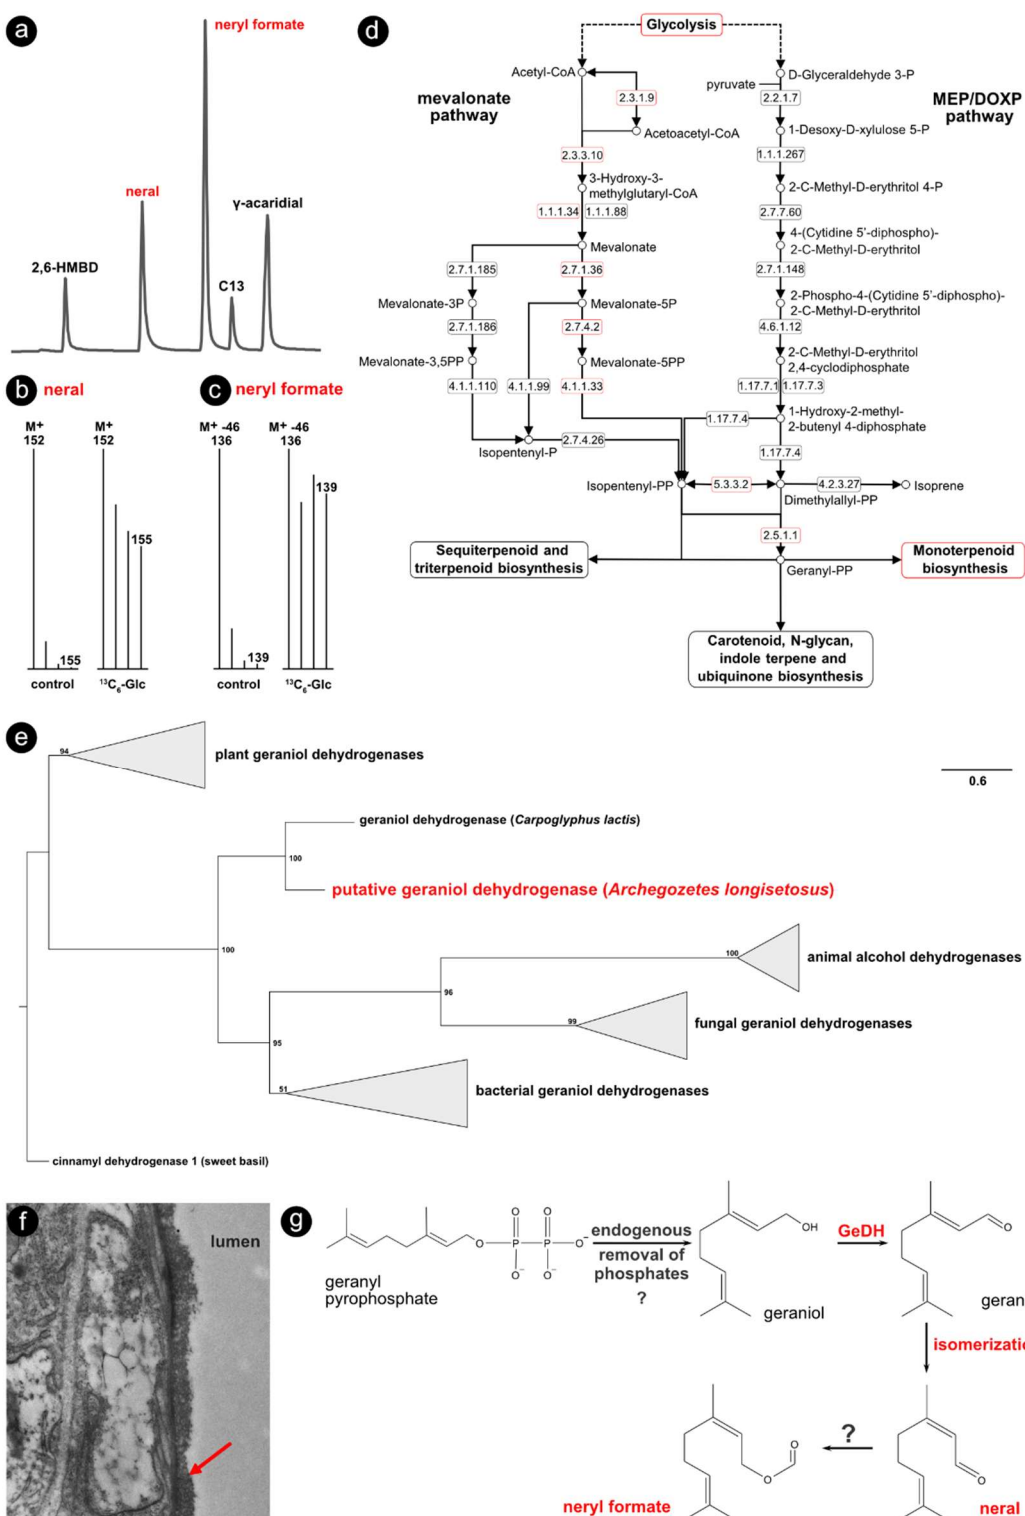 a
neryl formate
neral
γ-acaridial
2,6-HMBD
C13
b
neral
M+
152
M+
152
155
155
control
¹³C₆-Glc
c
neryl formate
M+ -46
136
M+ -46
136
139
139
control
¹³C₆-Glc
d
Glycolysis
mevalonate
pathway
MEP/DOXP
pathway
Acetyl-CoA
2.3.1.9
Acetoacetyl-CoA
2.3.3.10
3-Hydroxy-3-
methylglutaryl-CoA
1.1.1.34
1.1.1.88
Mevalonate
2.7.1.185
2.7.1.36
Mevalonate-3P
Mevalonate-5P
2.7.1.186
2.7.4.2
Mevalonate-3,5PP
Mevalonate-5PP
4.1.1.110
4.1.1.99
4.1.1.33
Isopentenyl-P
2.7.4.26
D-Glyceraldehyde 3-P
pyruvate
2.2.1.7
1-Desoxy-D-xylulose 5-P
1.1.1.267
2-C-Methyl-D-erythritol 4-P
2.7.7.60
4-(Cytidine 5'-diphospho)-
2-C-Methyl-D-erythritol
2.7.1.148
2-Phospho-4-(Cytidine 5'-diphospho)-
2-C-Methyl-D-erythritol
4.6.1.12
2-C-Methyl-D-erythritol
2,4-cyclodiphosphate
1.17.7.1
1.17.7.3
1.17.7.4
1-Hydroxy-2-methyl-
2-butenyl 4-diphosphate
1.17.7.4
Isopentenyl-PP
5.3.3.2
4.2.3.27
Isoprene
Dimethylallyl-PP
2.5.1.1
Sequiterpenoid and
triterpenoid biosynthesis
Geranyl-PP
Monoterpenoid
biosynthesis
Carotenoid, N-glycan,
indole terpene and
ubiquinone biosynthesis
e
94
plant geraniol dehydrogenases
0.6
geraniol dehydrogenase (Carpoglyphus lactis)
100
putative geraniol dehydrogenase (Archegozetes longisetosus)
100
100
animal alcohol dehydrogenases
96
99
fungal geraniol dehydrogenases
95
51
bacterial geraniol dehydrogenases
cinnamyl dehydrogenase 1 (sweet basil)
f
lumen
g
O
O
O
P
P
O⁻
O⁻
O⁻
geranyl
pyrophosphate
endogenous
removal of
phosphates
?
OH
geraniol
GeDH
O
geran
isomerizatio
O
neral
?
O
O
neryl formate